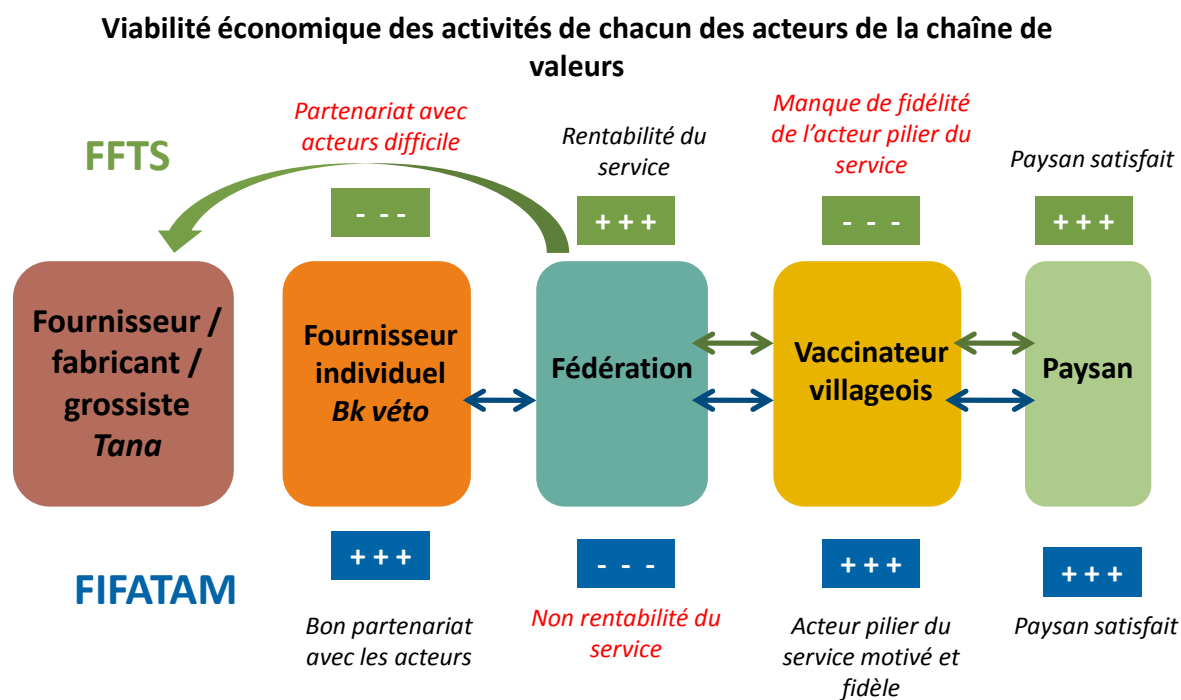 Viabilité économique des activités de chacun des acteurs de la chaîne de
valeurs
FFTS
Partenariat avec
acteurs difficile
Rentabilité du
service
Manque de fidélité
de l’acteur pilier du
service
Paysan satisfait
- - -
+ + +
- - -
+ + +
Fournisseur /
fabricant /
grossiste
Tana
Fournisseur
individuel
Bk véto
Fédération
Vaccinateur
villageois
Paysan
FIFATAM
+ + +
- - -
+ + +
+ + +
Bon partenariat
avec les acteurs
Non rentabilité du
service
Acteur pilier du
service motivé et
fidèle
Paysan satisfait